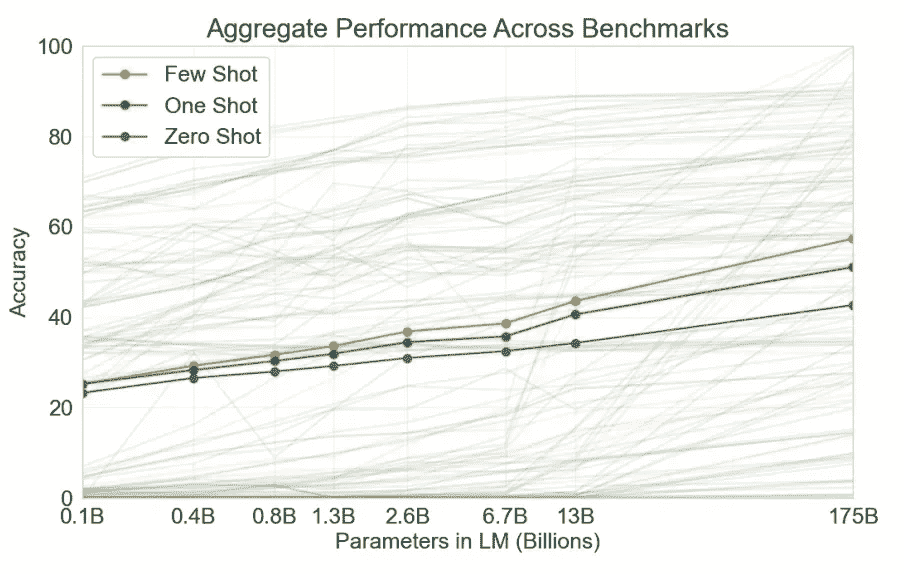 Aggregate Performance Across Benchmarks
100
Few Shot
One Shot
Zero Shot
80
60
40
20
0
Accuracy
0.1B 0.4B 0.8B 1.3B 2.6B 6.7B 13B 175B
Parameters in LM (Billions)